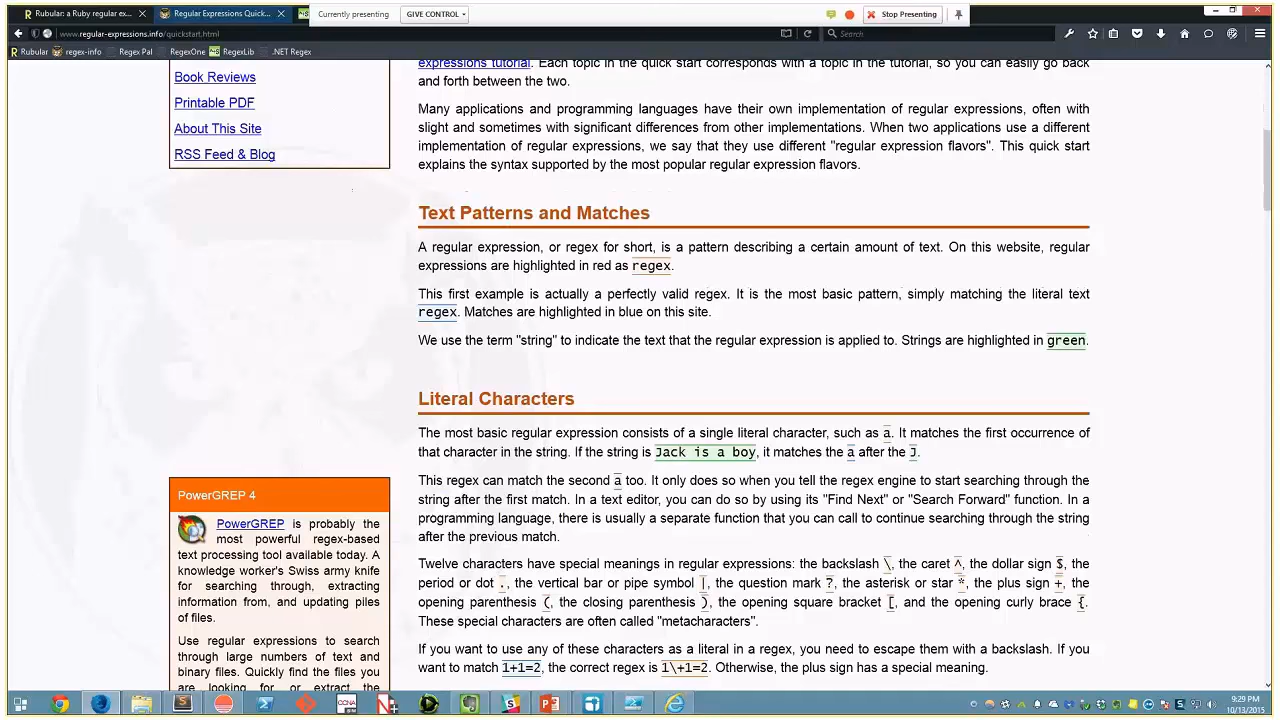 Rubular: a Ruby regular ex...
Regular Expressions Quick...
Currently presenting
GIVE CONTROL
Stop Presenting
www.regular-expressions.info/quickstart.html
Search
Rubular
regex-info
Regex Pal
RegexOne
RegexLib
.NET Regex
Book Reviews
Printable PDF
About This Site
RSS Feed & Blog
expressions tutorial. Each topic in the quick start corresponds with a topic in the tutorial, so you can easily go back
and forth between the two.
Many applications and programming languages have their own implementation of regular expressions, often with
slight and sometimes with significant differences from other implementations. When two applications use a different
implementation of regular expressions, we say that they use different "regular expression flavors". This quick start
explains the syntax supported by the most popular regular expression flavors.
Text Patterns and Matches
A regular expression, or regex for short, is a pattern describing a certain amount of text. On this website, regular
expressions are highlighted in red as regex.
This first example is actually a perfectly valid regex. It is the most basic pattern, simply matching the literal text
regex. Matches are highlighted in blue on this site.
We use the term "string" to indicate the text that the regular expression is applied to. Strings are highlighted in green.
Literal Characters
The most basic regular expression consists of a single literal character, such as a. It matches the first occurrence of
that character in the string. If the string is Jack is a boy, it matches the a after the J.
This regex can match the second a too. It only does so when you tell the regex engine to start searching through the
string after the first match. In a text editor, you can do so by using its "Find Next" or "Search Forward" function. In a
programming language, there is usually a separate function that you can call to continue searching through the string
after the previous match.
Twelve characters have special meanings in regular expressions: the backslash \, the caret ^, the dollar sign $, the
period or dot ., the vertical bar or pipe symbol |, the question mark ?, the asterisk or star *, the plus sign +, the
opening parenthesis (, the closing parenthesis ), the opening square bracket [, and the opening curly brace {.
These special characters are often called "metacharacters".
If you want to use any of these characters as a literal in a regex, you need to escape them with a backslash. If you
want to match 1+1=2, the correct regex is 1\+1=2. Otherwise, the plus sign has a special meaning.
PowerGREP 4
PowerGREP is probably the
most powerful regex-based
text processing tool available today. A
knowledge worker's Swiss army knife
for searching through, extracting
information from, and updating piles
of files.
Use regular expressions to search
through large numbers of text and
binary files. Quickly find the files you
are looking for or extract the
9:29 PM
10/13/2015